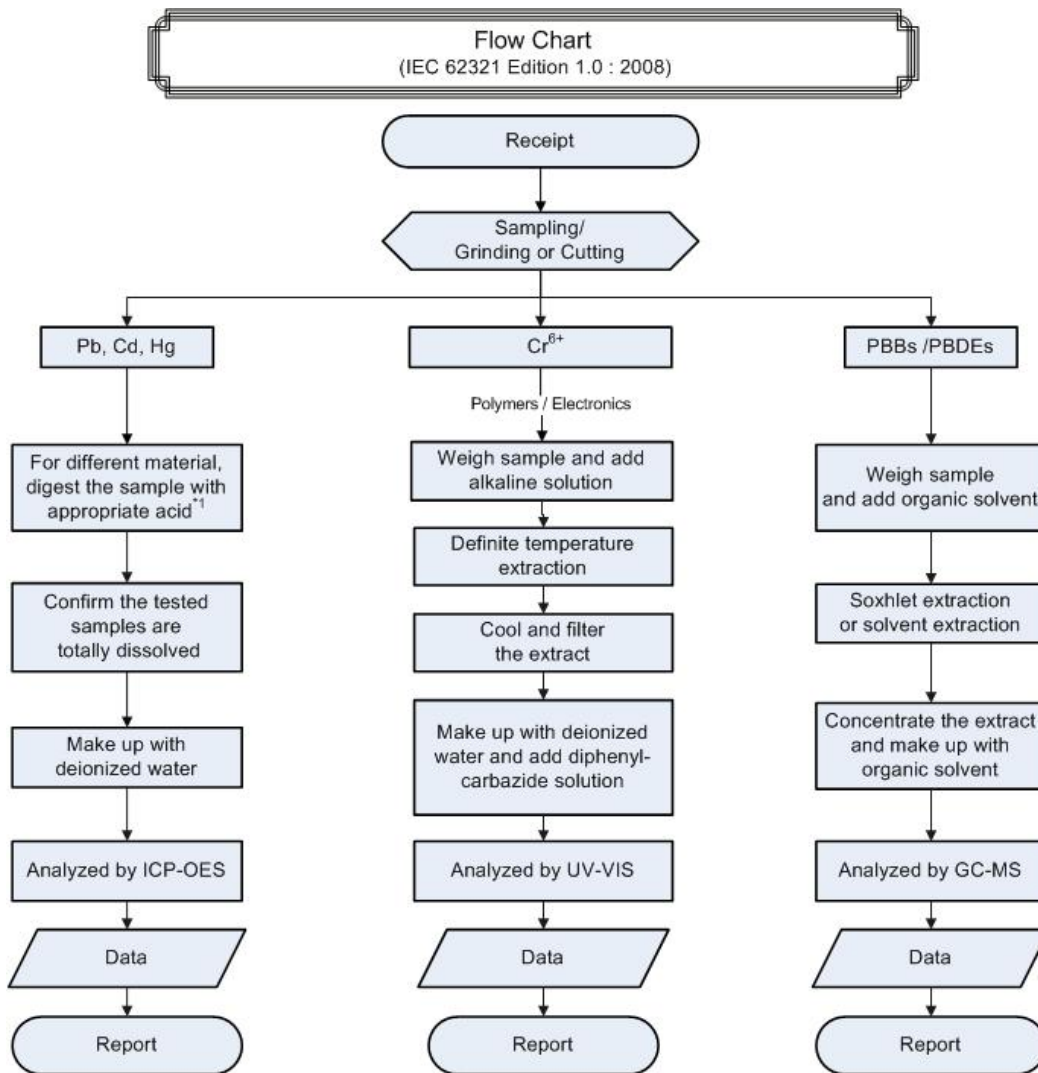 Flow Chart
(IEC 62321 Edition 1.0 : 2008)
Receipt
Sampling/
Grinding or Cutting
Pb, Cd, Hg
For different material,
digest the sample with
appropriate acid*1
Confirm the tested
samples are
totally dissolved
Make up with
deionized water
Analyzed by ICP-OES
Data
Report
Cr6+
Polymers / Electronics
Weigh sample and add
alkaline solution
Definite temperature
extraction
Cool and filter
the extract
Make up with deionized
water and add diphenyl-
carbazide solution
Analyzed by UV-VIS
Data
Report
PBBs /PBDEs
Weigh sample
and add organic solvent
Soxhlet extraction
or solvent extraction
Concentrate the extract
and make up with
organic solvent
Analyzed by GC-MS
Data
Report